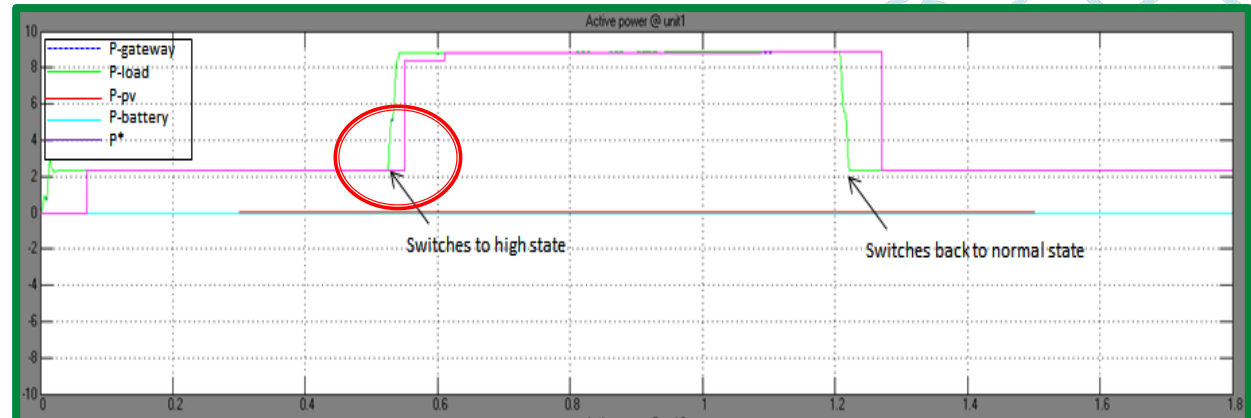 Active power @ unit1
10
P-gateway
P-load
P-pv
P-battery
P*
8
6
4
2
0
-2
-4
-6
-8
-10
Switches to high state
Switches back to normal state
0 0.2 0.4 0.6 0.8 1 1.2 1.4 1.6 1.8